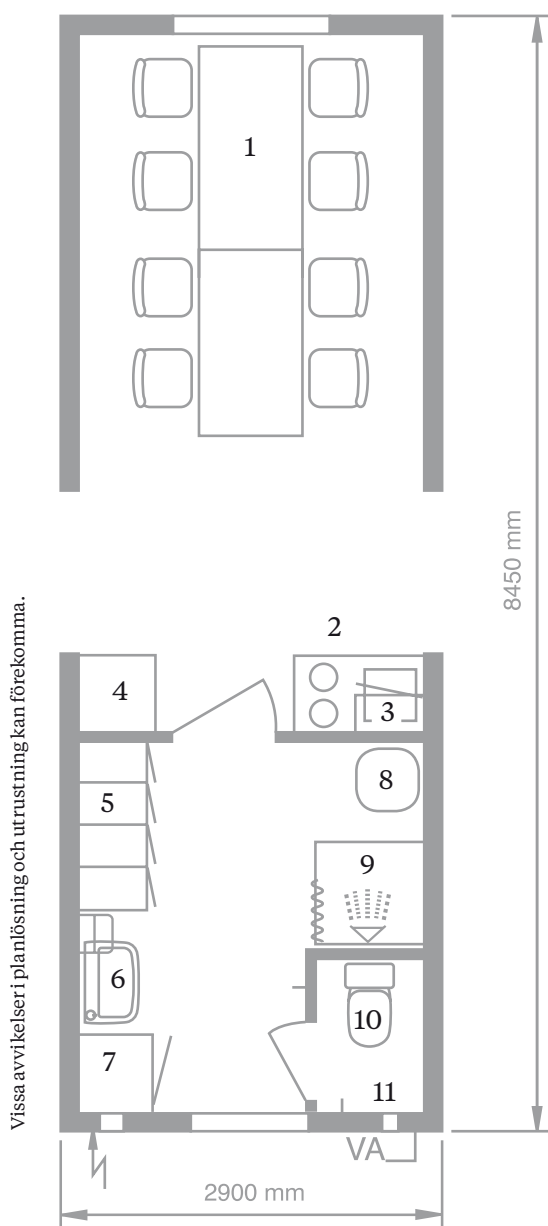 1
8450 mm
Vissa avvikelser i planlösning och utrustning kan förekomma.
2
4
3
5
8
9
6
10
7
11
VA
2900 mm